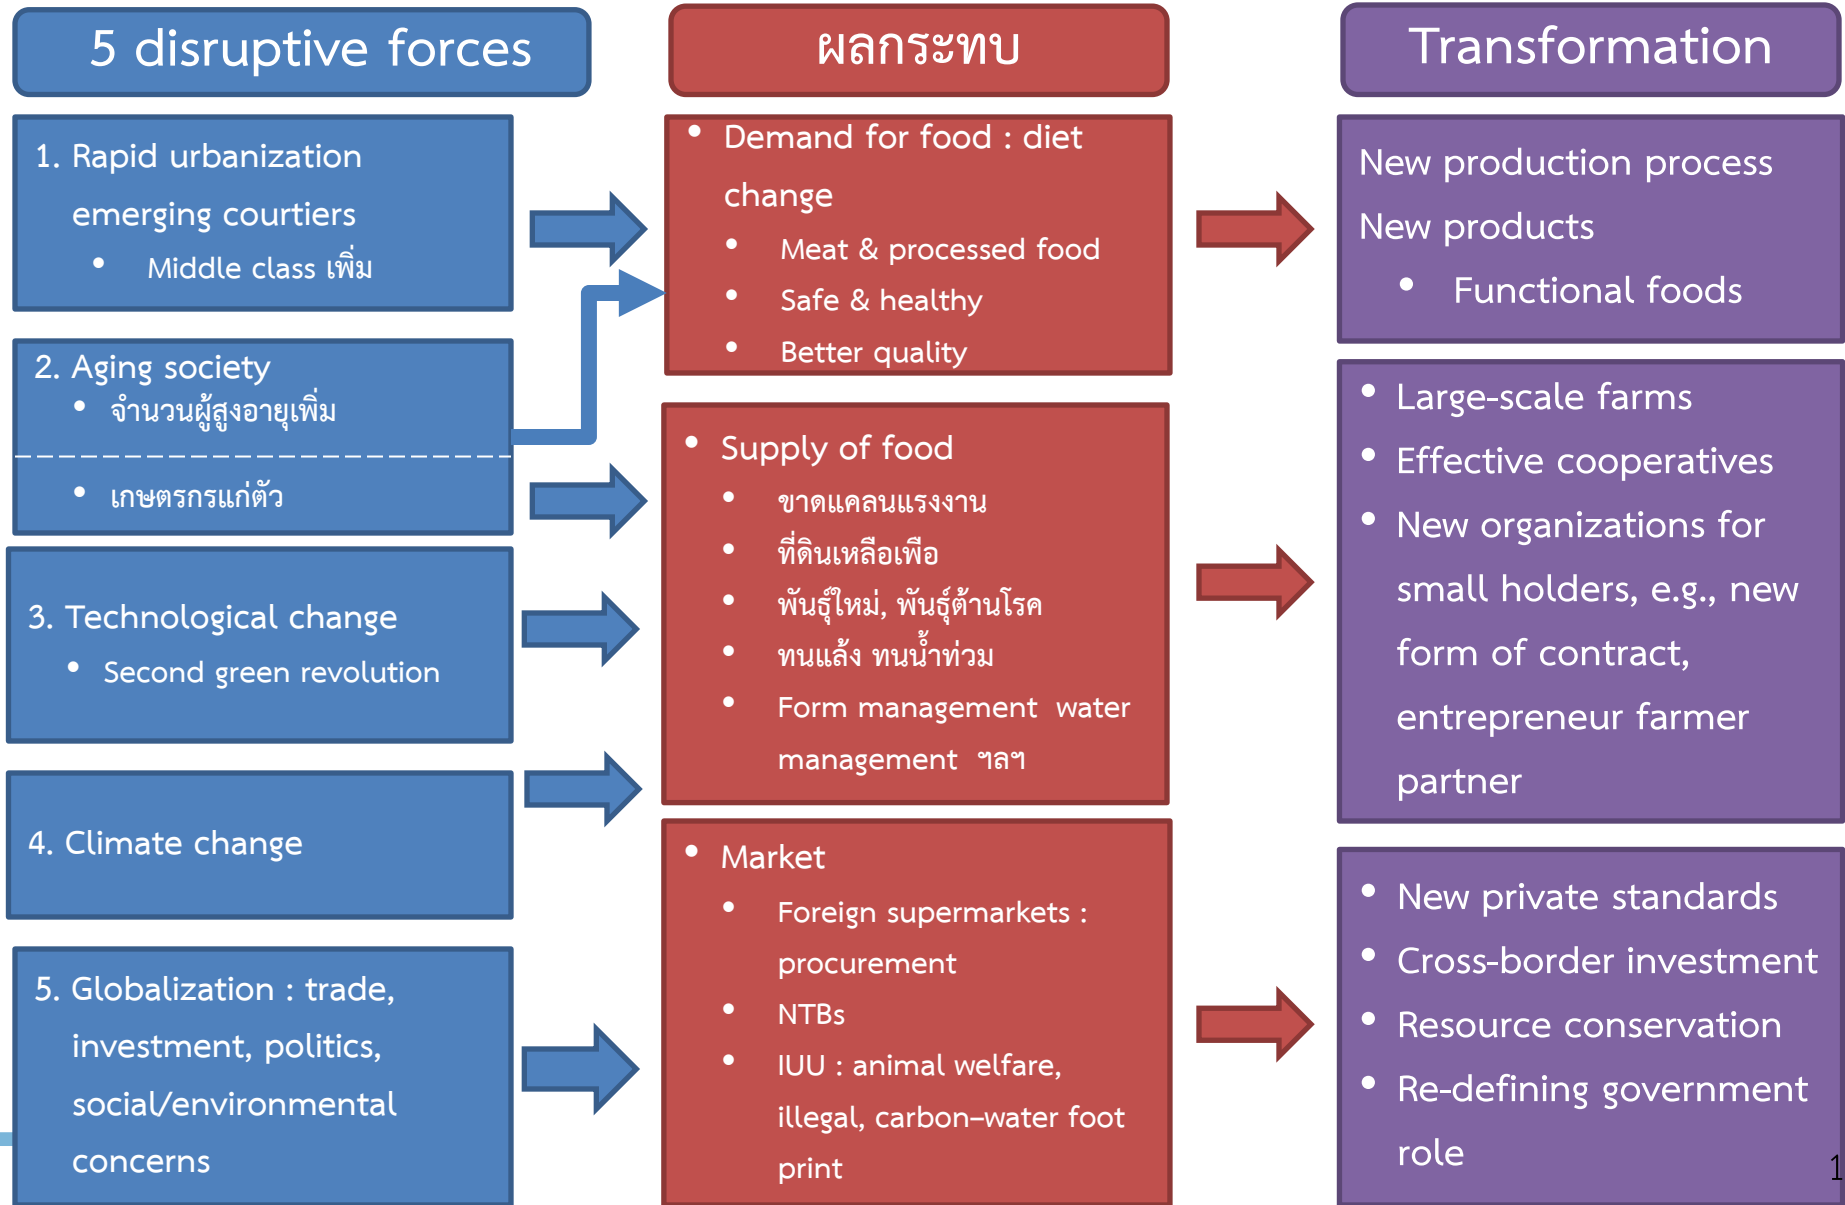 5 disruptive forces
1. Rapid urbanization
emerging courtiers
• Middle class เพิ่ม
2. Aging society
• จำนวนผู้สูงอายุเพิ่ม
• เกษตรกรแก่ตัว
3. Technological change
• Second green revolution
4. Climate change
5. Globalization : trade,
investment, politics,
social/environmental
concerns
ผลกระทบ
• Demand for food : diet
change
• Meat & processed food
• Safe & healthy
• Better quality
• Supply of food
• ขาดแคลนแรงงาน
• ที่ดินเหลือเพือ
• พันธุ์ใหม่, พันธุ์ต้านโรค
• ทนแล้ง ทนน้ำท่วม
• Form management water
management ฯลฯ
• Market
• Foreign supermarkets :
procurement
• NTBs
• IUU : animal welfare,
illegal, carbon–water foot
print
Transformation
New production process
New products
• Functional foods
• Large-scale farms
• Effective cooperatives
• New organizations for
small holders, e.g., new
form of contract,
entrepreneur farmer
partner
• New private standards
• Cross-border investment
• Resource conservation
• Re-defining government
role
1